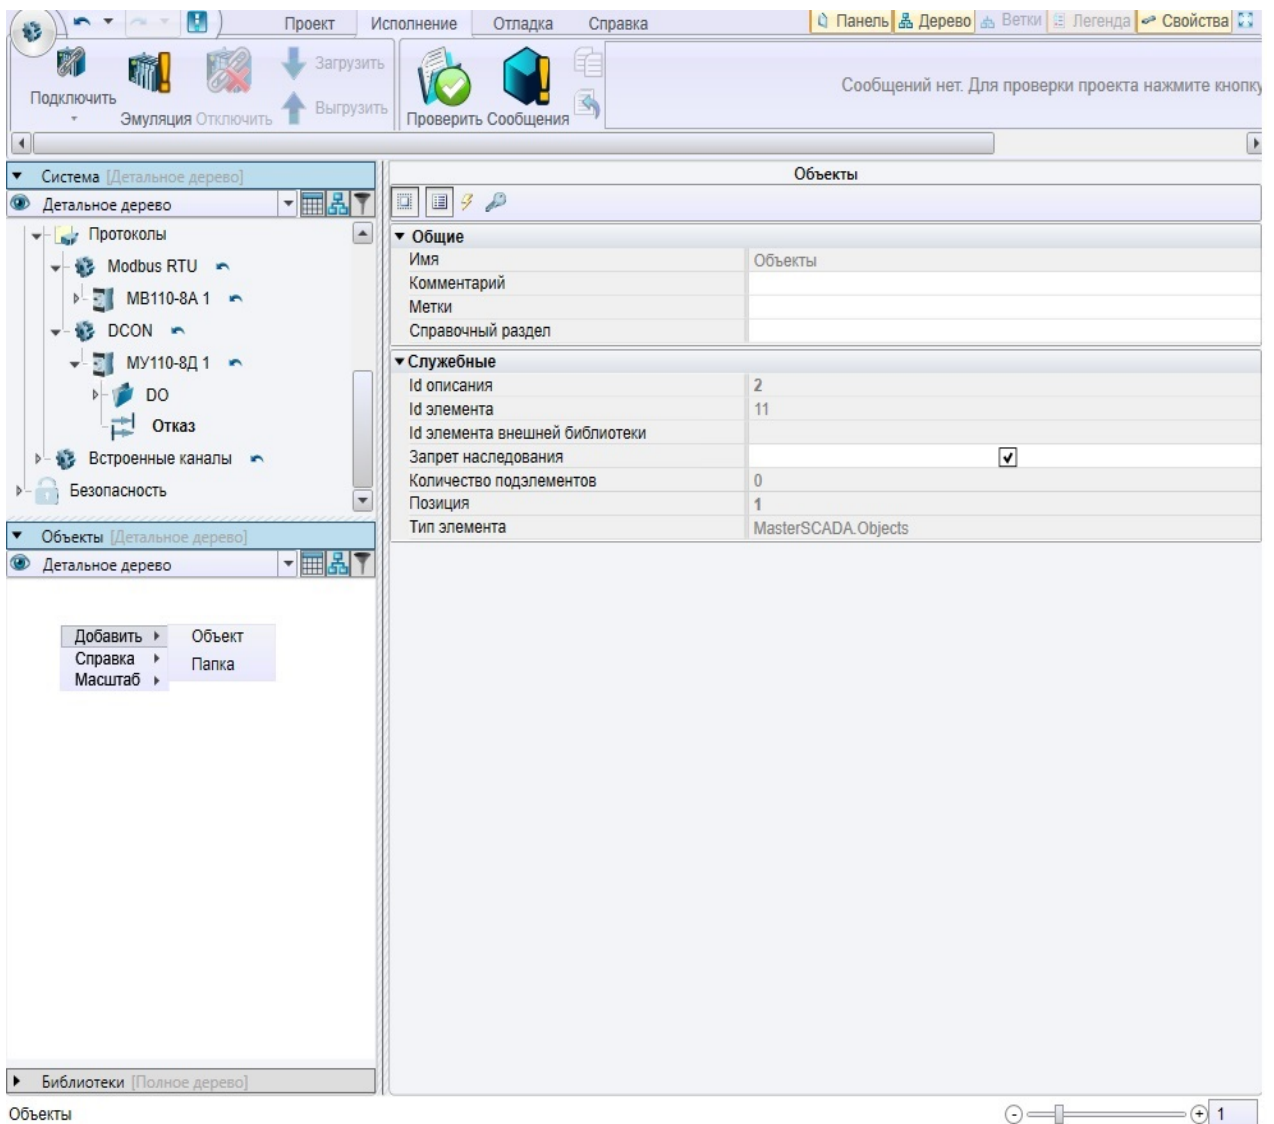 Проект Исполнение Отладка Справка Панель Дерево Ветки Легенда Свойства
Подключить Эмуляция Отключить Загрузить Выгрузить
Проверить Сообщения
Сообщений нет. Для проверки проекта нажмите кнопку
Система [Детальное дерево]
Детальное дерево
Протоколы
Modbus RTU
МВ110-8А 1
DCON
МУ110-8Д 1
DO
Отказ
Встроенные каналы
Безопасность
Объекты [Детальное дерево]
Детальное дерево
Добавить Объект
Справка Папка
Масштаб
Библиотеки [Полное дерево]
Объекты
Объекты
Общие
Имя Объекты
Комментарий
Метки
Справочный раздел
Служебные
Id описания 2
Id элемента 11
Id элемента внешней библиотеки
Запрет наследования
Количество подэлементов 0
Позиция 1
Тип элемента MasterSCADA.Objects
1